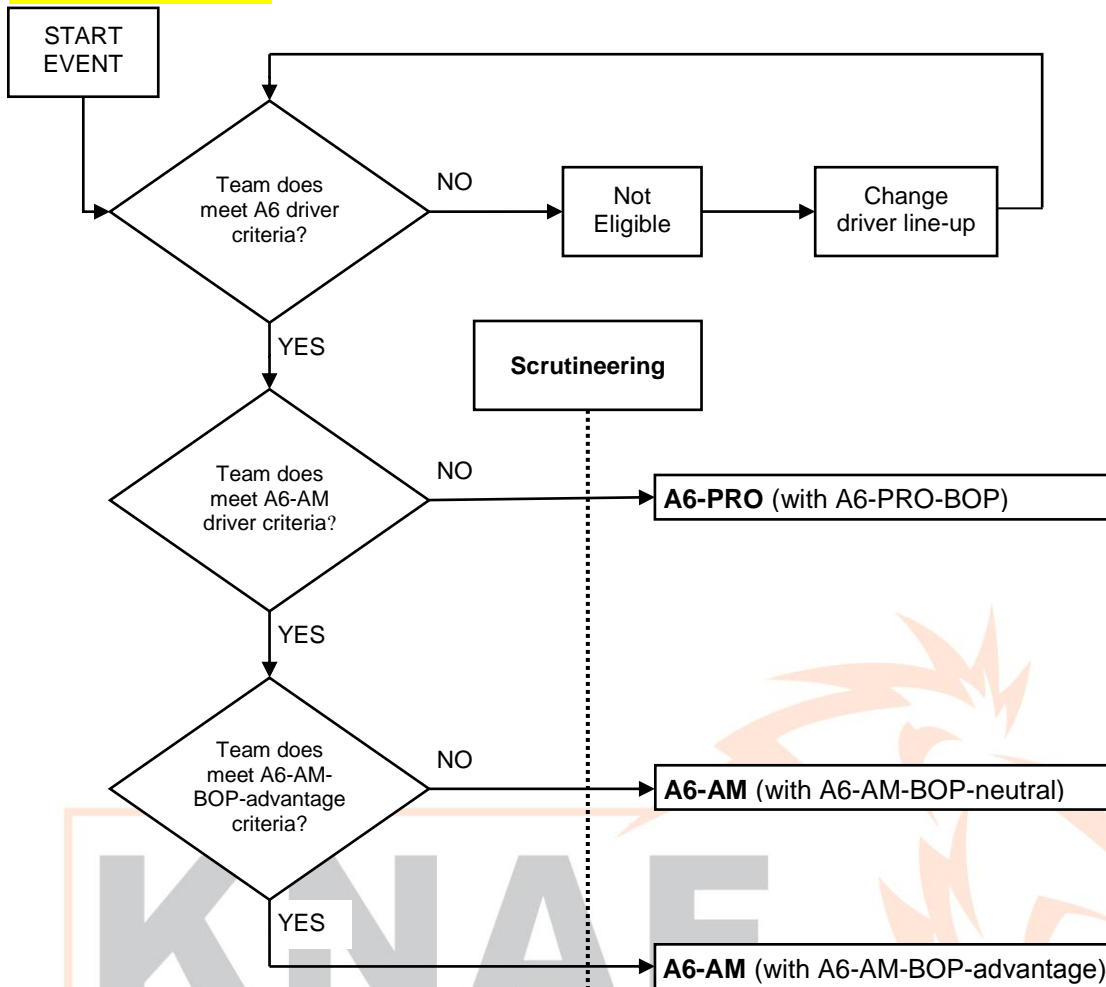 START
EVENT
Team does
meet A6 driver
criteria?
NO
Not
Eligible
Change
driver line-up
YES
Scrutineering
Team does
meet A6-AM
driver criteria?
NO
A6-PRO (with A6-PRO-BOP)
YES
Team does
meet A6-AM-
BOP-advantage
criteria?
NO
A6-AM (with A6-AM-BOP-neutral)
KNAF
YES
A6-AM (with A6-AM-BOP-advantage)